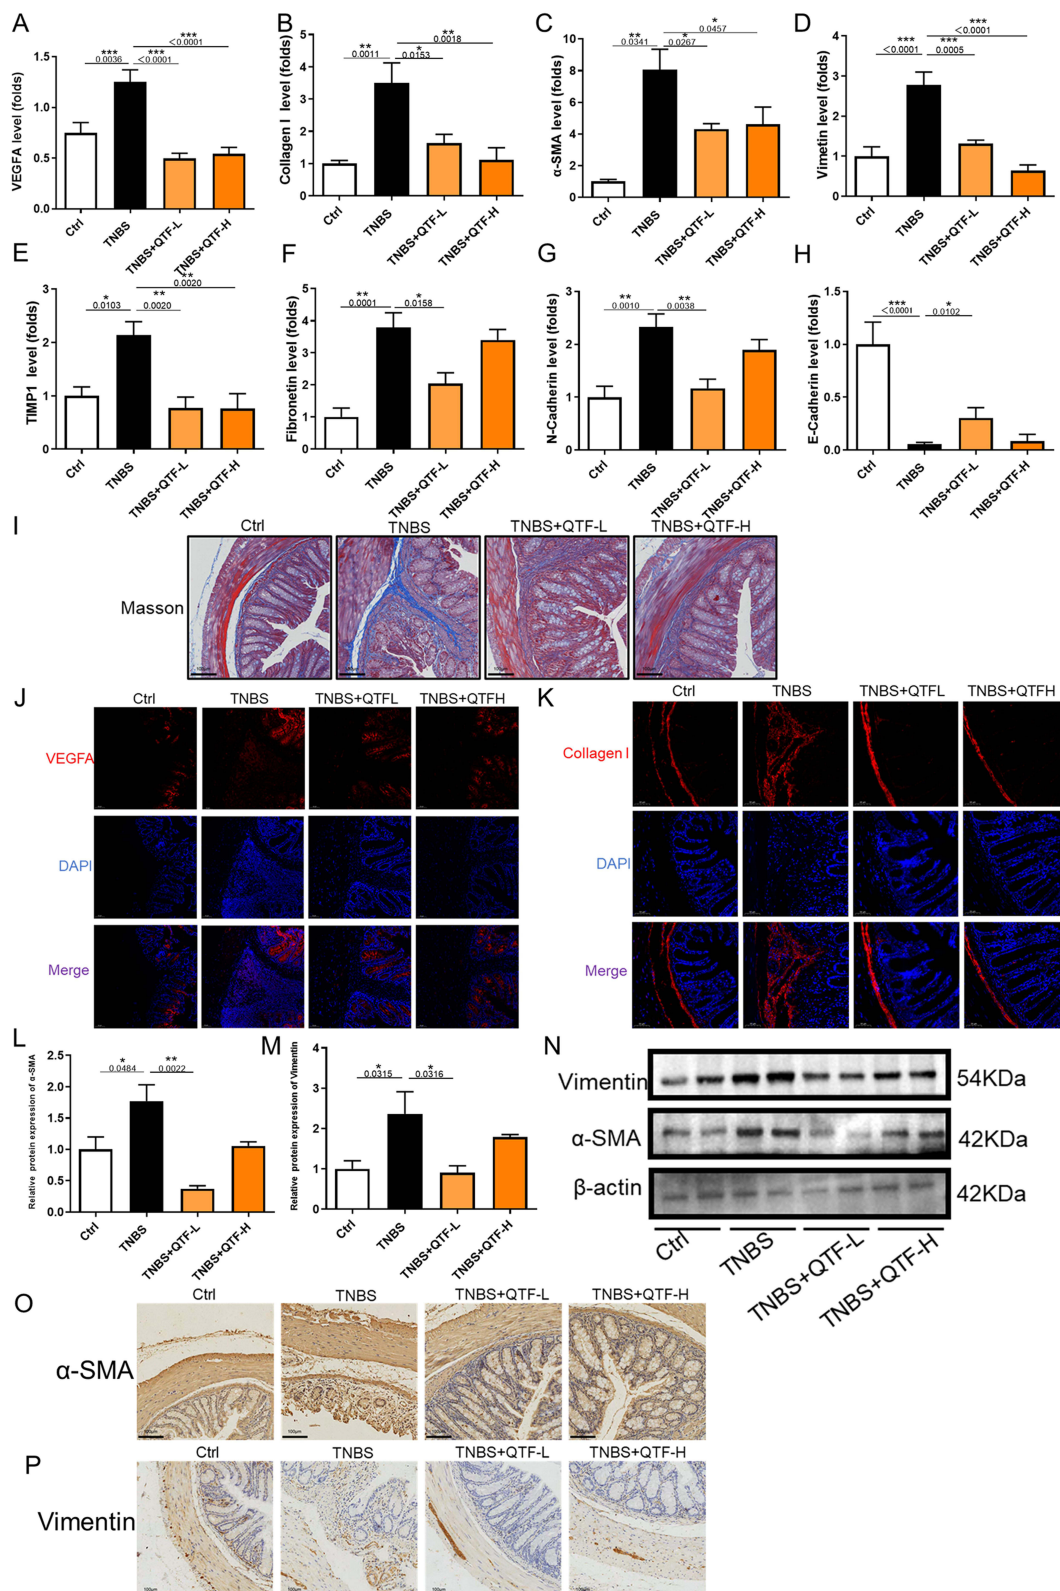 A
VEGFA level (folds)
1.5
1.0
0.5
0.0
***
0.0036
***
<0.0001
***
<0.0001
Ctrl
TNBS
TNBS+QTF-L
TNBS+QTF-H
B
Collagen I level (folds)
5
4
3
2
1
0
**
0.0011
*
0.0153
**
0.0018
Ctrl
TNBS
TNBS+QTF-L
TNBS+QTF-H
C
α-SMA level (folds)
10
8
6
4
2
0
**
0.0341
*
0.0267
*
0.0457
Ctrl
TNBS
TNBS+QTF-L
TNBS+QTF-H
D
Vimetin level (folds)
4
3
2
1
0
***
<0.0001
***
0.0005
***
<0.0001
Ctrl
TNBS
TNBS+QTF-L
TNBS+QTF-H
E
TIMP1 level (folds)
3
2
1
0
*
0.0103
**
0.0020
**
0.0020
Ctrl
TNBS
TNBS+QTF-L
TNBS+QTF-H
F
Fibronetin level (folds)
5
4
3
2
1
0
**
0.0001
*
0.0158
Ctrl
TNBS
TNBS+QTF-L
TNBS+QTF-H
G
N-Cadherin level (folds)
3
2
1
0
**
0.0010
**
0.0038
Ctrl
TNBS
TNBS+QTF-L
TNBS+QTF-H
H
E-Cadherin level (folds)
1.5
1.0
0.5
0.0
***
<0.0001
*
0.0102
Ctrl
TNBS
TNBS+QTF-L
TNBS+QTF-H
I
Ctrl
TNBS
TNBS+QTF-L
TNBS+QTF-H
Masson
100μm
100μm
100μm
100μm
J
Ctrl
TNBS
TNBS+QTFL
TNBS+QTFH
VEGFA
DAPI
Merge
K
Ctrl
TNBS
TNBS+QTFL
TNBS+QTFH
Collagen I
DAPI
Merge
L
Relative protein expression of α-SMA
2.5
2.0
1.5
1.0
0.5
0.0
*
0.0484
**
0.0022
Ctrl
TNBS
TNBS+QTF-L
TNBS+QTF-H
M
Relative protein expression of Vimentin
4
3
2
1
0
*
0.0315
*
0.0316
Ctrl
TNBS
TNBS+QTF-L
TNBS+QTF-H
N
Vimentin
54KDa
α-SMA
42KDa
β-actin
42KDa
Ctrl
TNBS
TNBS+QTF-L
TNBS+QTF-H
O
Ctrl
TNBS
TNBS+QTF-L
TNBS+QTF-H
α-SMA
100μm
100μm
100μm
100μm
P
Ctrl
TNBS
TNBS+QTF-L
TNBS+QTF-H
Vimentin
100μm
100μm
100μm
100μm